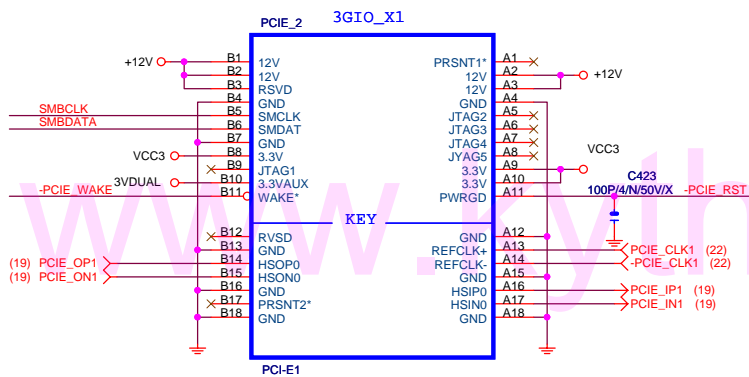 PCIE_2 3GIO_X1
+12V B1 12V PRSNT1* A1
B2 12V 12V A2 +12V
B3 RSVD 12V A3
B4 GND GND A4
SMBCLK B5 SMCLK JTAG2 A5
SMBDATA B6 SMDAT JTAG3 A6
B7 GND JTAG4 A7
VCC3 B8 3.3V JYAG5 A8 VCC3
B9 JTAG1 3.3V A9
3VDUAL B10 3.3VAUX 3.3V A10 C423
-PCIE_WAKE B11 WAKE* PWRGD A11 100P/4/N/50V/X -PCIE_RST
KEY
B12 RVSD GND A12
B13 GND REFCLK+ A13 PCIE_CLK1 (22)
(19) PCIE_OP1 B14 HSOP0 REFCLK- A14 -PCIE_CLK1 (22)
(19) PCIE_ON1 B15 HSON0 GND A15
B16 GND HSIP0 A16 PCIE_IP1 (19)
B17 PRSNT2* HSIN0 A17 PCIE_IN1 (19)
B18 GND GND A18
PCI-E1
www.kyth